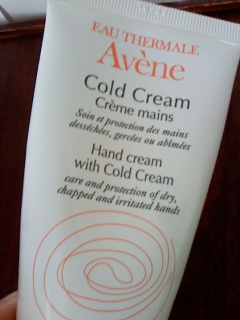 EAU THERMALE
Avène
Cold Cream
Crème mains
Soin et protection des mains
desséchées, gercées ou abîmées
Hand cream
with Cold Cream
care and protection of dry,
chapped and irritated hands